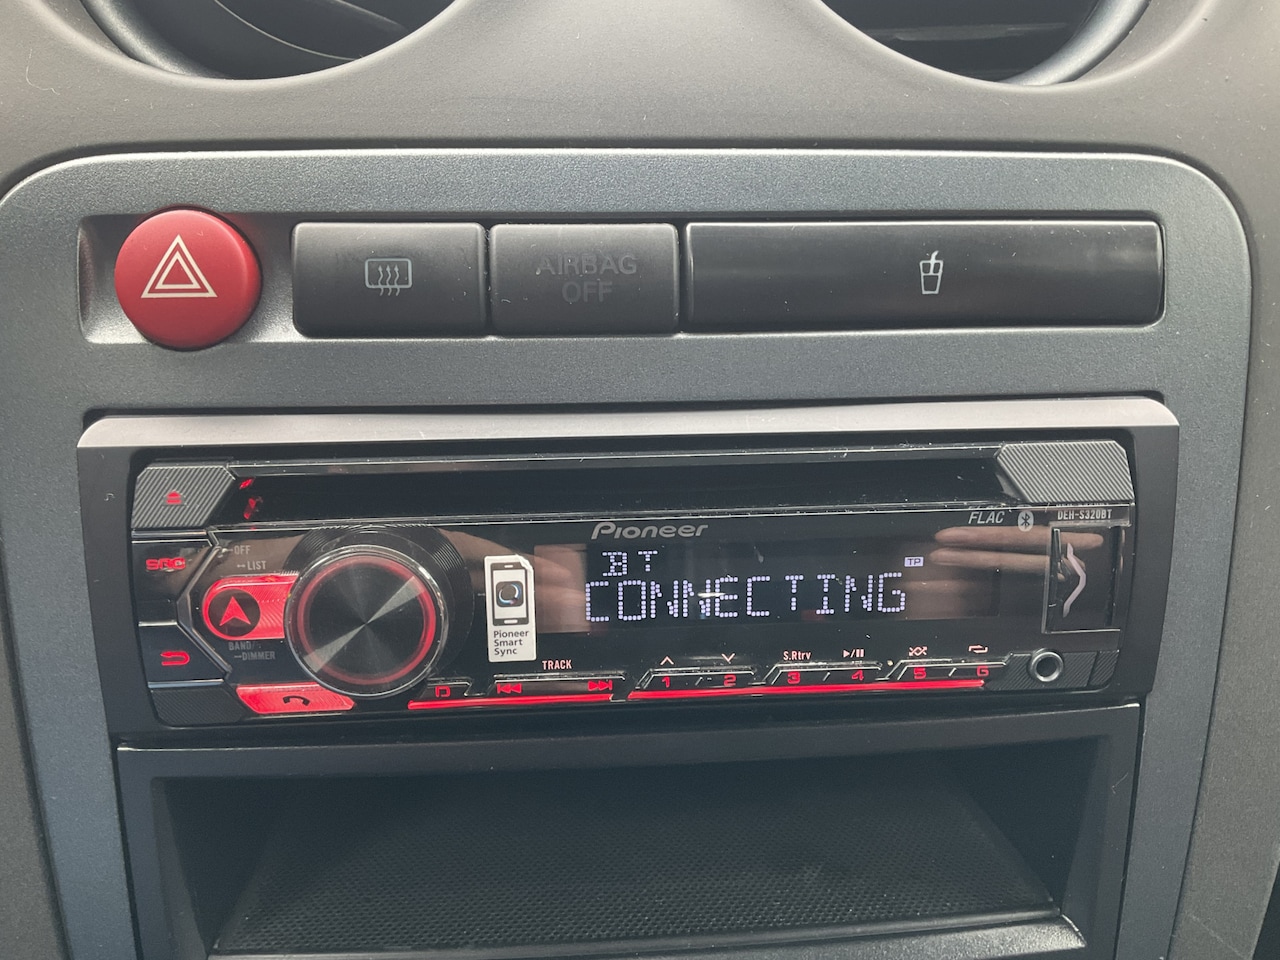 AIRBAG
OFF
Pioneer
FLAC
DEH-S320BT
OFF
LIST
SRC
BAND/
DIMMER
Pioneer
Smart
Sync
BT
TP
CONNECTING
TRACK
S.Rtrv
D
1
2
3
4
5
6